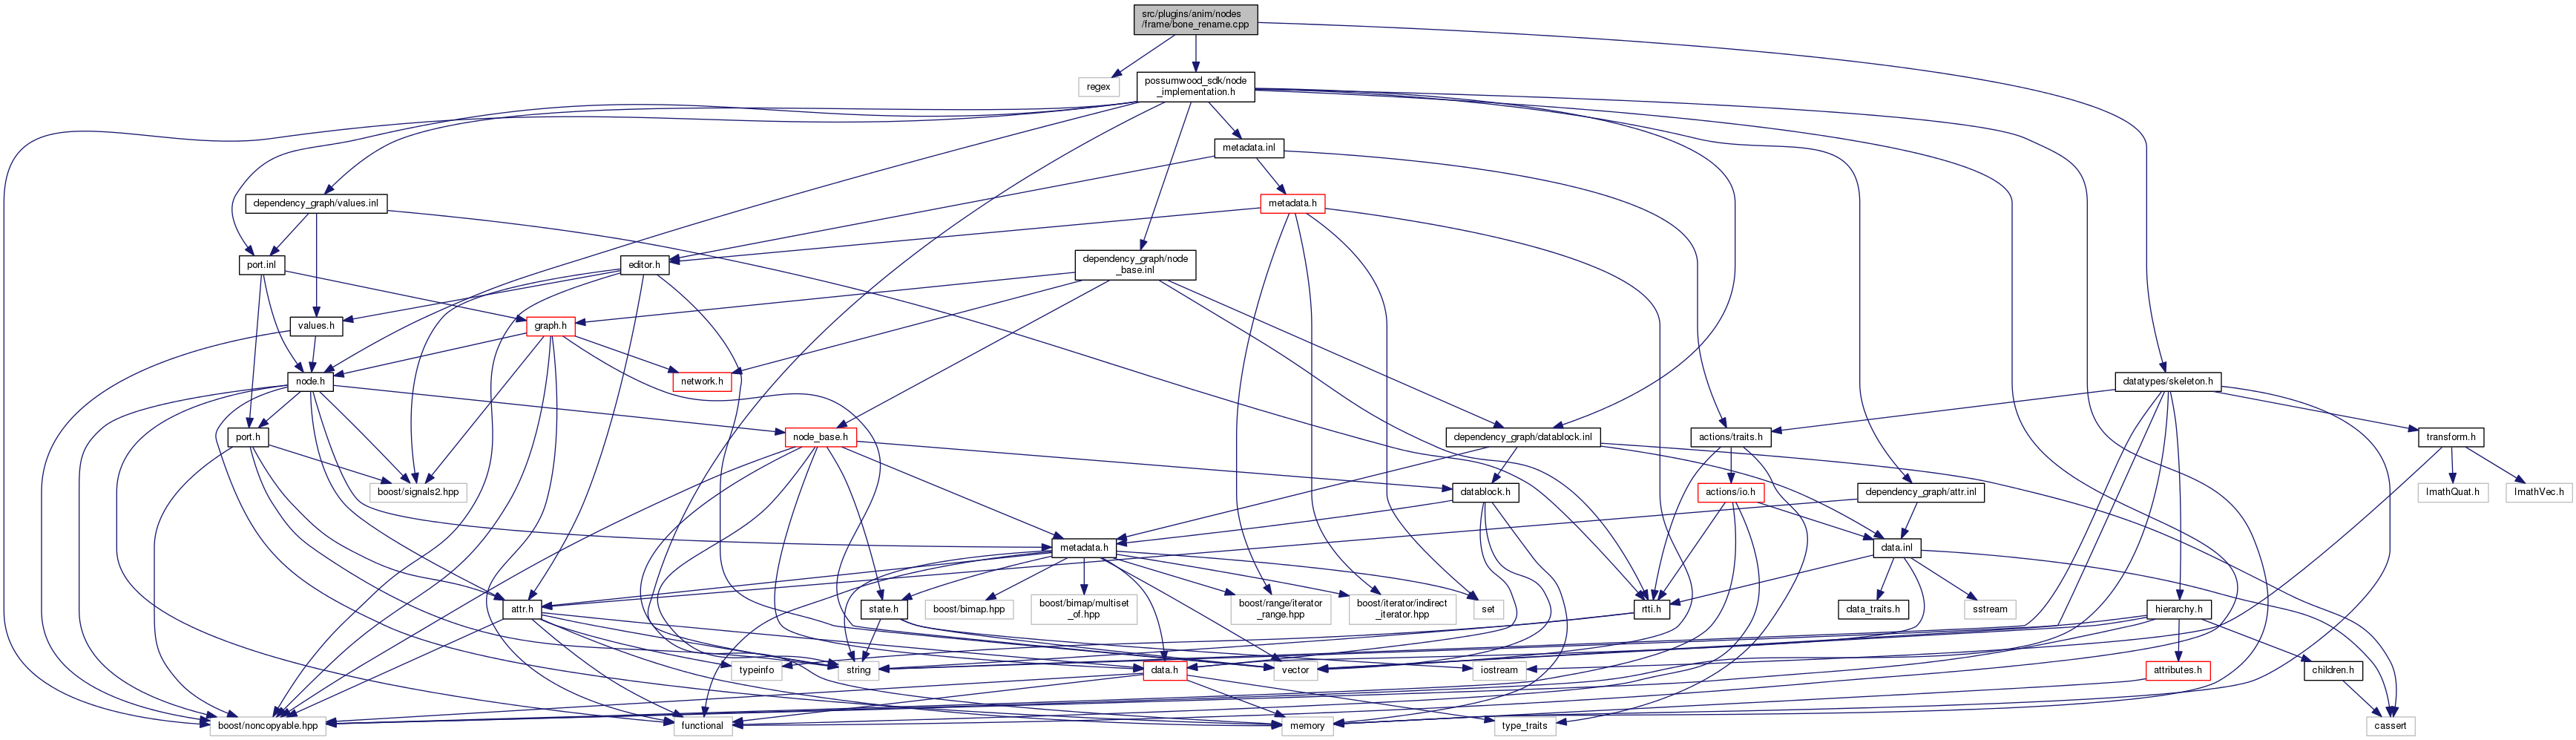 src/plugins/anim/nodes
/frame/bone_rename.cpp
regex
possumwood_sdk/node
_implementation.h
metadata.inl
dependency_graph/values.inl
metadata.h
port.inl
editor.h
dependency_graph/node
_base.inl
values.h
graph.h
node.h
network.h
datatypes/skeleton.h
port.h
node_base.h
dependency_graph/datablock.inl
actions/traits.h
transform.h
boost/signals2.hpp
datablock.h
actions/io.h
dependency_graph/attr.inl
ImathQuat.h
ImathVec.h
metadata.h
data.inl
attr.h
state.h
boost/bimap.hpp
boost/bimap/multiset
_of.hpp
boost/range/iterator
_range.hpp
boost/iterator/indirect
_iterator.hpp
set
rtti.h
data_traits.h
sstream
hierarchy.h
typeinfo
string
data.h
vector
iostream
attributes.h
children.h
boost/noncopyable.hpp
functional
memory
type_traits
cassert